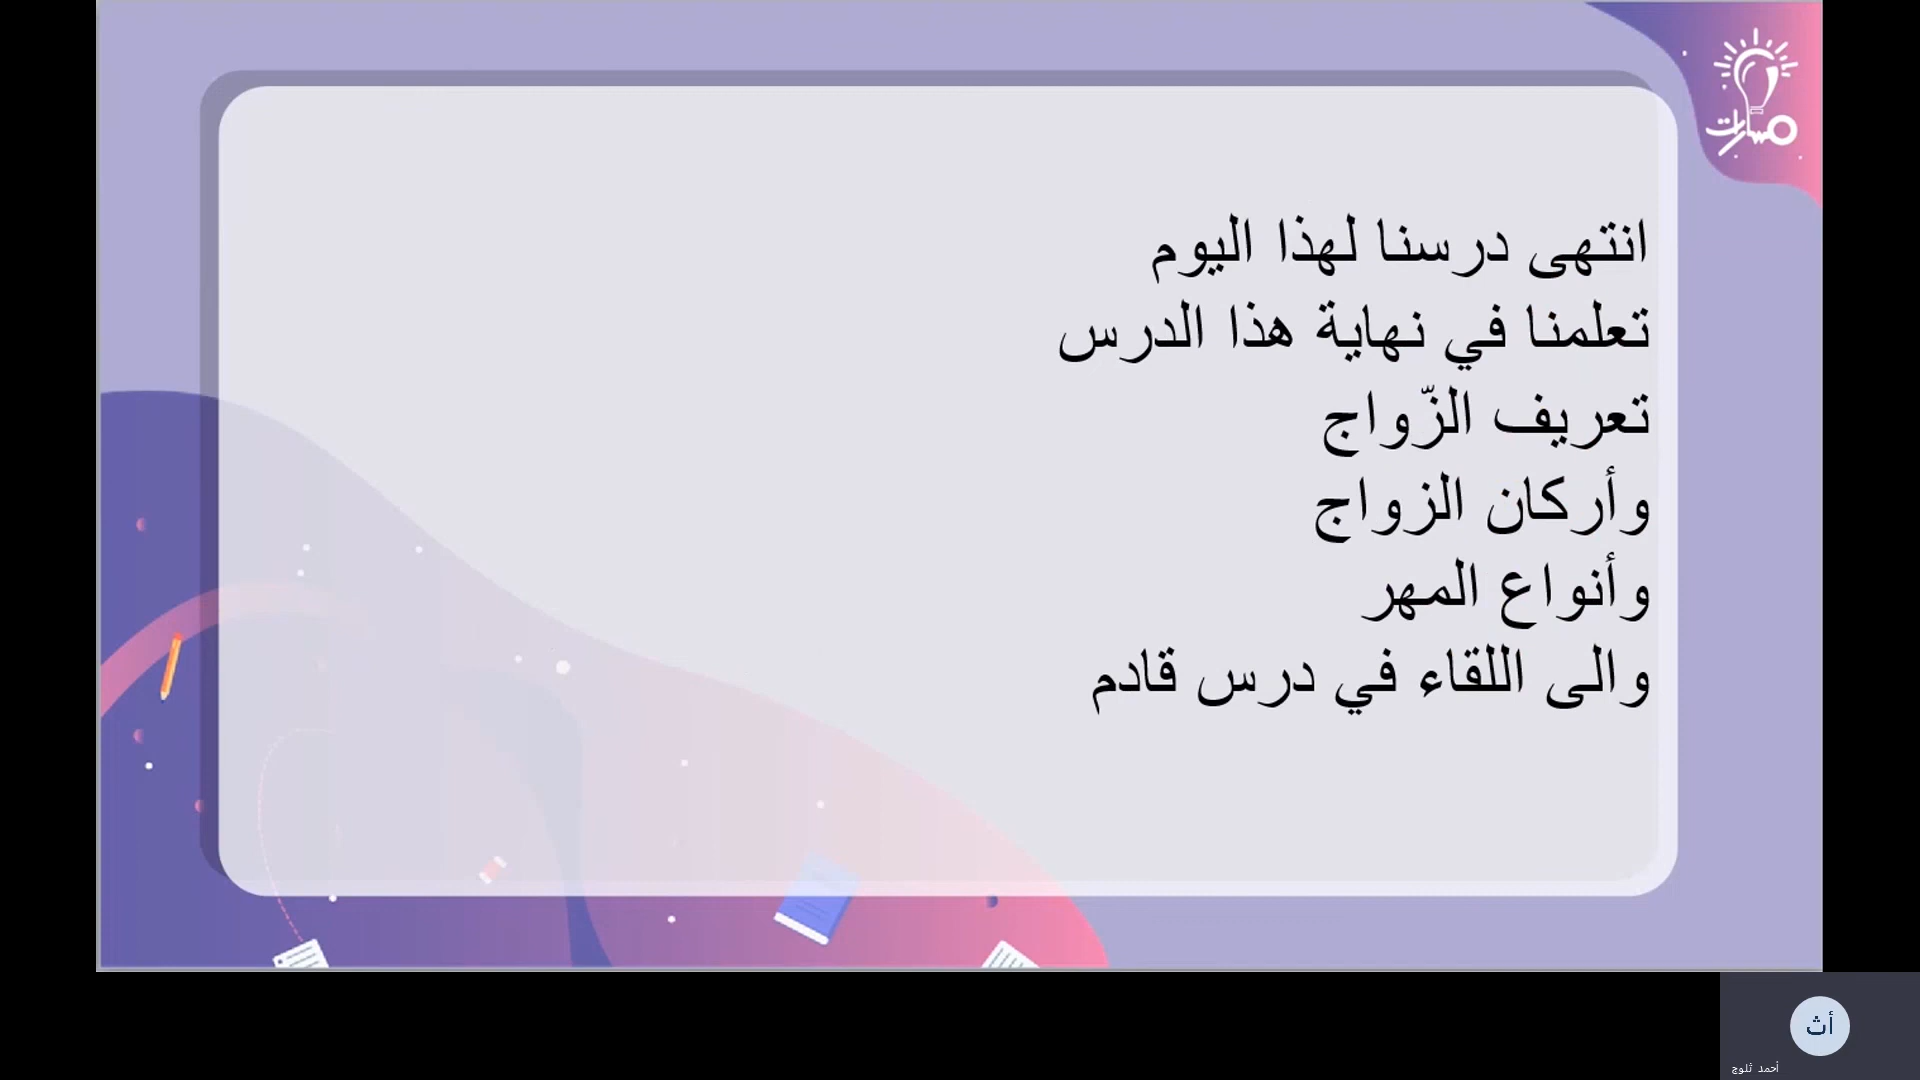 مسارات
انتهى درسنا لهذا اليوم
تعلمنا في نهاية هذا الدرس
تعريف الزّواج
وأركان الزواج
وأنواع المهر
والى اللقاء في درس قادم
أث
أحمد ثلوج